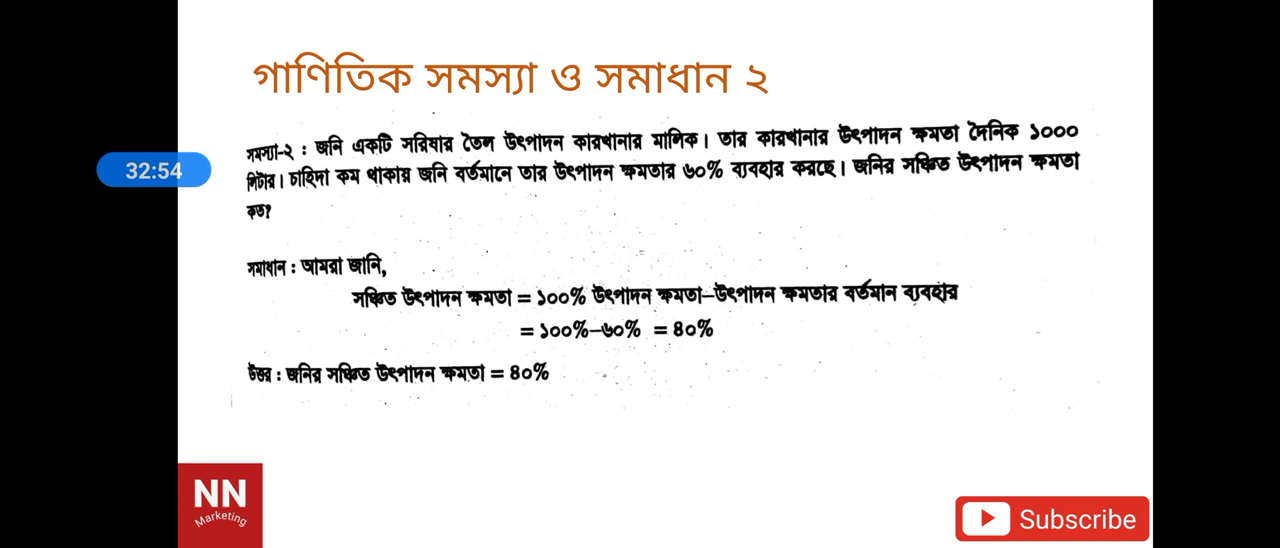 গাণিতিক সমস্যা ও সমাধান ২
সমস্যা-২ : জনি একটি সরিষার তৈল উৎপাদন কারখানার মালিক। তার কারখানার উৎপাদন ক্ষমতা দৈনিক ১০০০
32:54
লিটার। চাহিদা কম থাকায় জনি বর্তমানে তার উৎপাদন ক্ষমতার ৬০% ব্যবহার করছে। জনির সঞ্চিত উৎপাদন ক্ষমতা
কত?
সমাধান : আমরা জানি,
সঞ্চিত উৎপাদন ক্ষমতা = ১০০% উৎপাদন ক্ষমতা–উৎপাদন ক্ষমতার বর্তমান ব্যবহার
= ১০০%–৬০% = ৪০%
উত্তর : জনির সঞ্চিত উৎপাদন ক্ষমতা = ৪০%
NN
Marketing
Subscribe